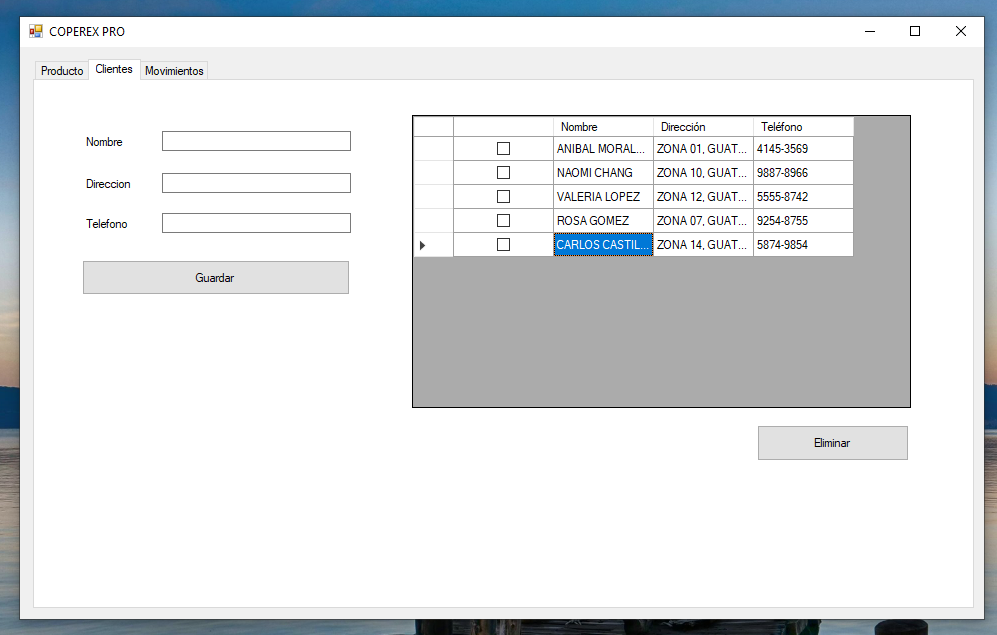 COPEREX PRO
Producto Clientes Movimientos
Nombre
Direccion
Telefono
Guardar
Nombre Dirección Teléfono
ANIBAL MORAL... ZONA 01, GUAT... 4145-3569
NAOMI CHANG ZONA 10, GUAT... 9887-8966
VALERIA LOPEZ ZONA 12, GUAT... 5555-8742
ROSA GOMEZ ZONA 07, GUAT... 9254-8755
CARLOS CASTIL... ZONA 14, GUAT... 5874-9854
Eliminar